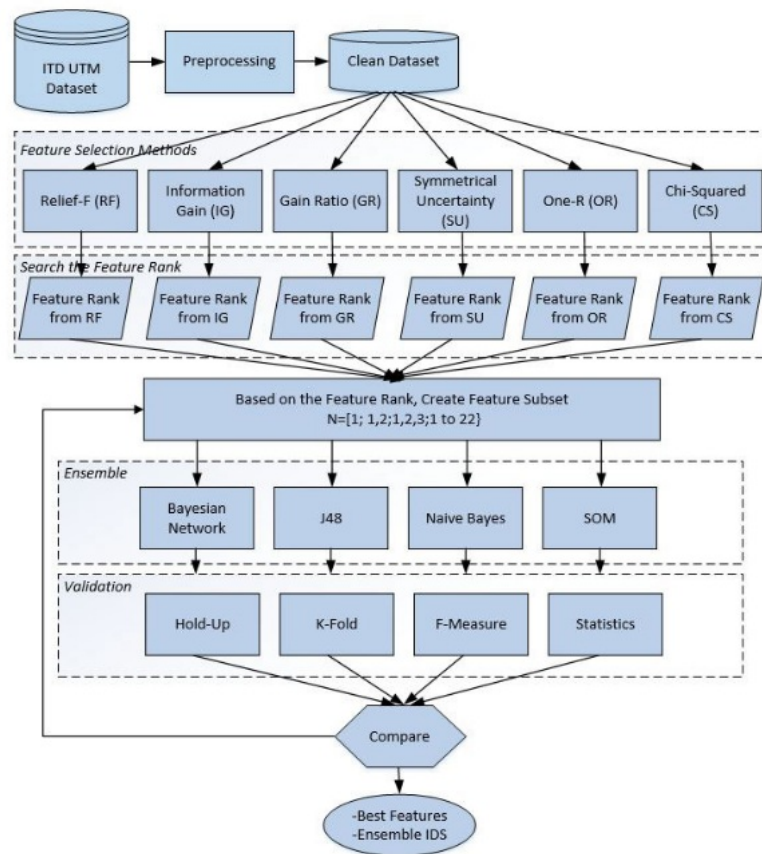 ITD UTM
Dataset
Preprocessing
Clean Dataset
Feature Selection Methods
Relief-F (RF)
Information
Gain (IG)
Gain Ratio (GR)
Symmetrical
Uncertainty
(SU)
One-R (OR)
Chi-Squared
(CS)
Search the Feature Rank
Feature Rank
from RF
Feature Rank
from IG
Feature Rank
from GR
Feature Rank
from SU
Feature Rank
from OR
Feature Rank
from CS
Based on the Feature Rank, Create Feature Subset
N=[1; 1,2;1,2,3;1 to 22}
Ensemble
Bayesian
Network
J48
Naive Bayes
SOM
Validation
Hold-Up
K-Fold
F-Measure
Statistics
Compare
-Best Features
-Ensemble IDS